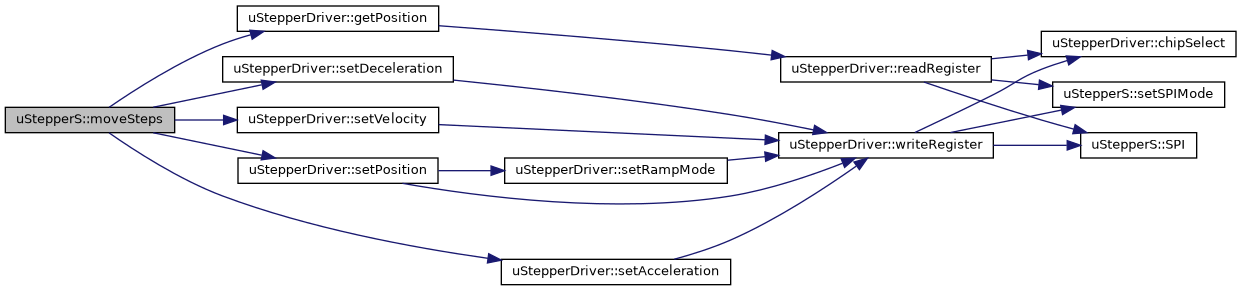 uStepperS::moveSteps
uStepperDriver::getPosition
uStepperDriver::setDeceleration
uStepperDriver::setVelocity
uStepperDriver::setPosition
uStepperDriver::setRampMode
uStepperDriver::setAcceleration
uStepperDriver::readRegister
uStepperDriver::writeRegister
uStepperDriver::chipSelect
uStepperS::setSPIMode
uStepperS::SPI